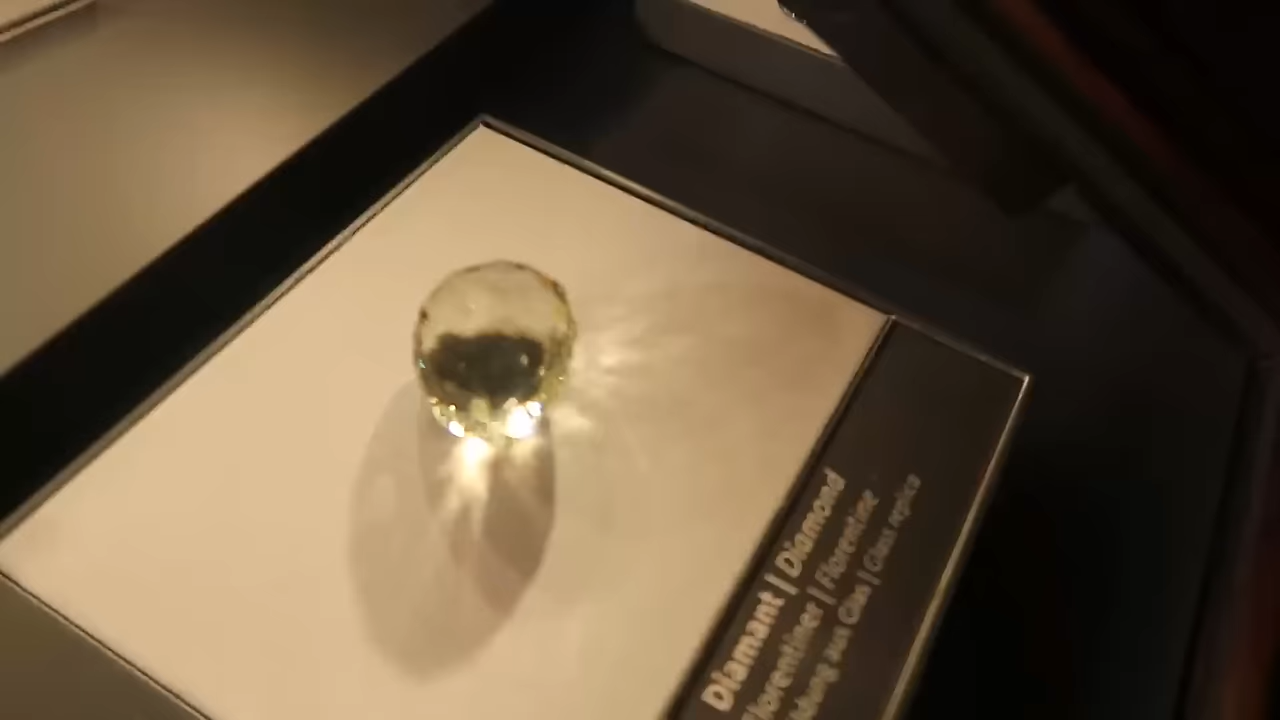 Diamant | Diamond
Florentiner | Florentine
aus Glas | Glass replica